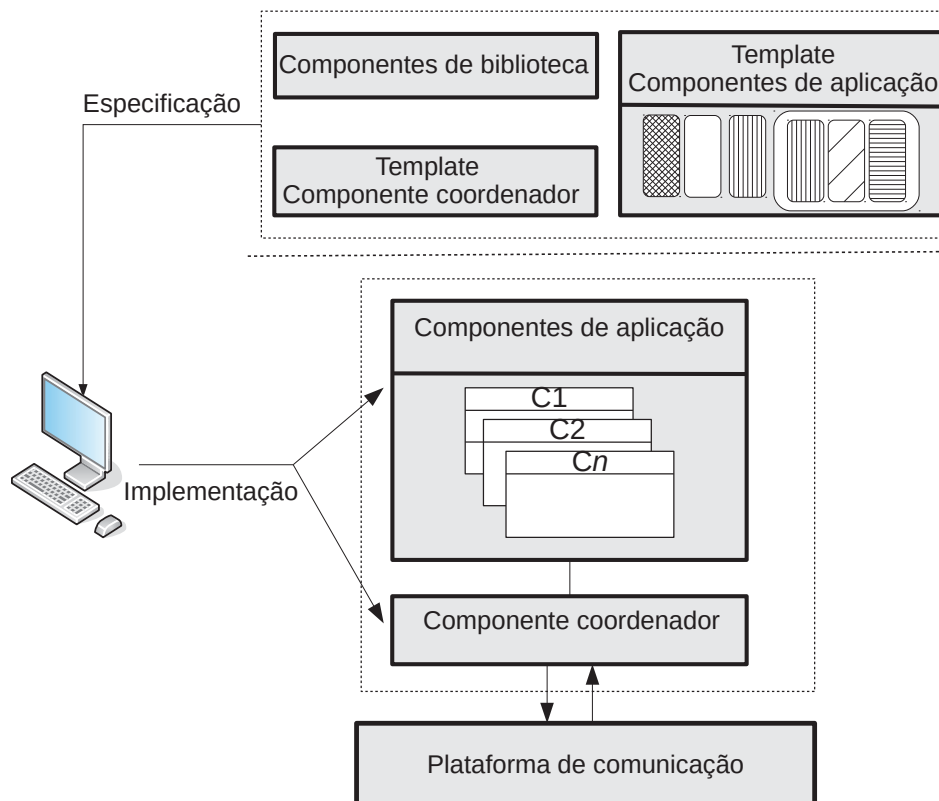 Componentes de biblioteca
Template
Componentes de aplicação
Especificação
Template
Componente coordenador
Componentes de aplicação
C1
C2
Cn
Implementação
Componente coordenador
Plataforma de comunicação